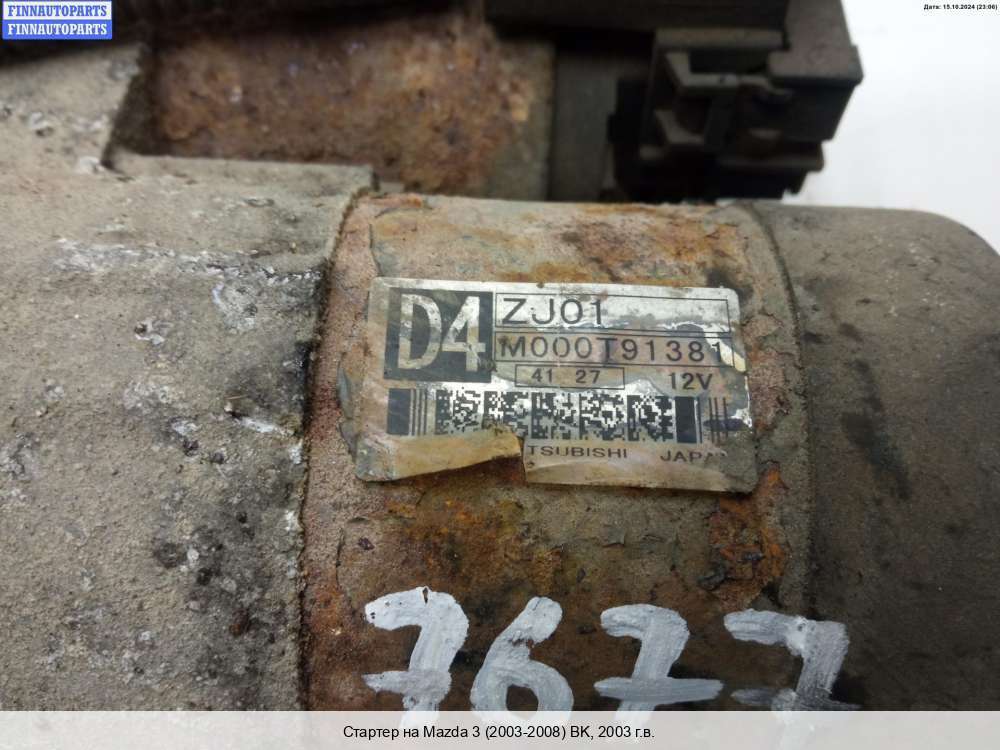 FINNAUTOPARTS
FINNAUTOPARTS
Дата: 15.10.2024 (23:06)
D4
ZJ01
M000T91381
41 27
12V
TSUBISHI JAPA
7677
Стартер на Mazda 3 (2003-2008) BK, 2003 г.в.